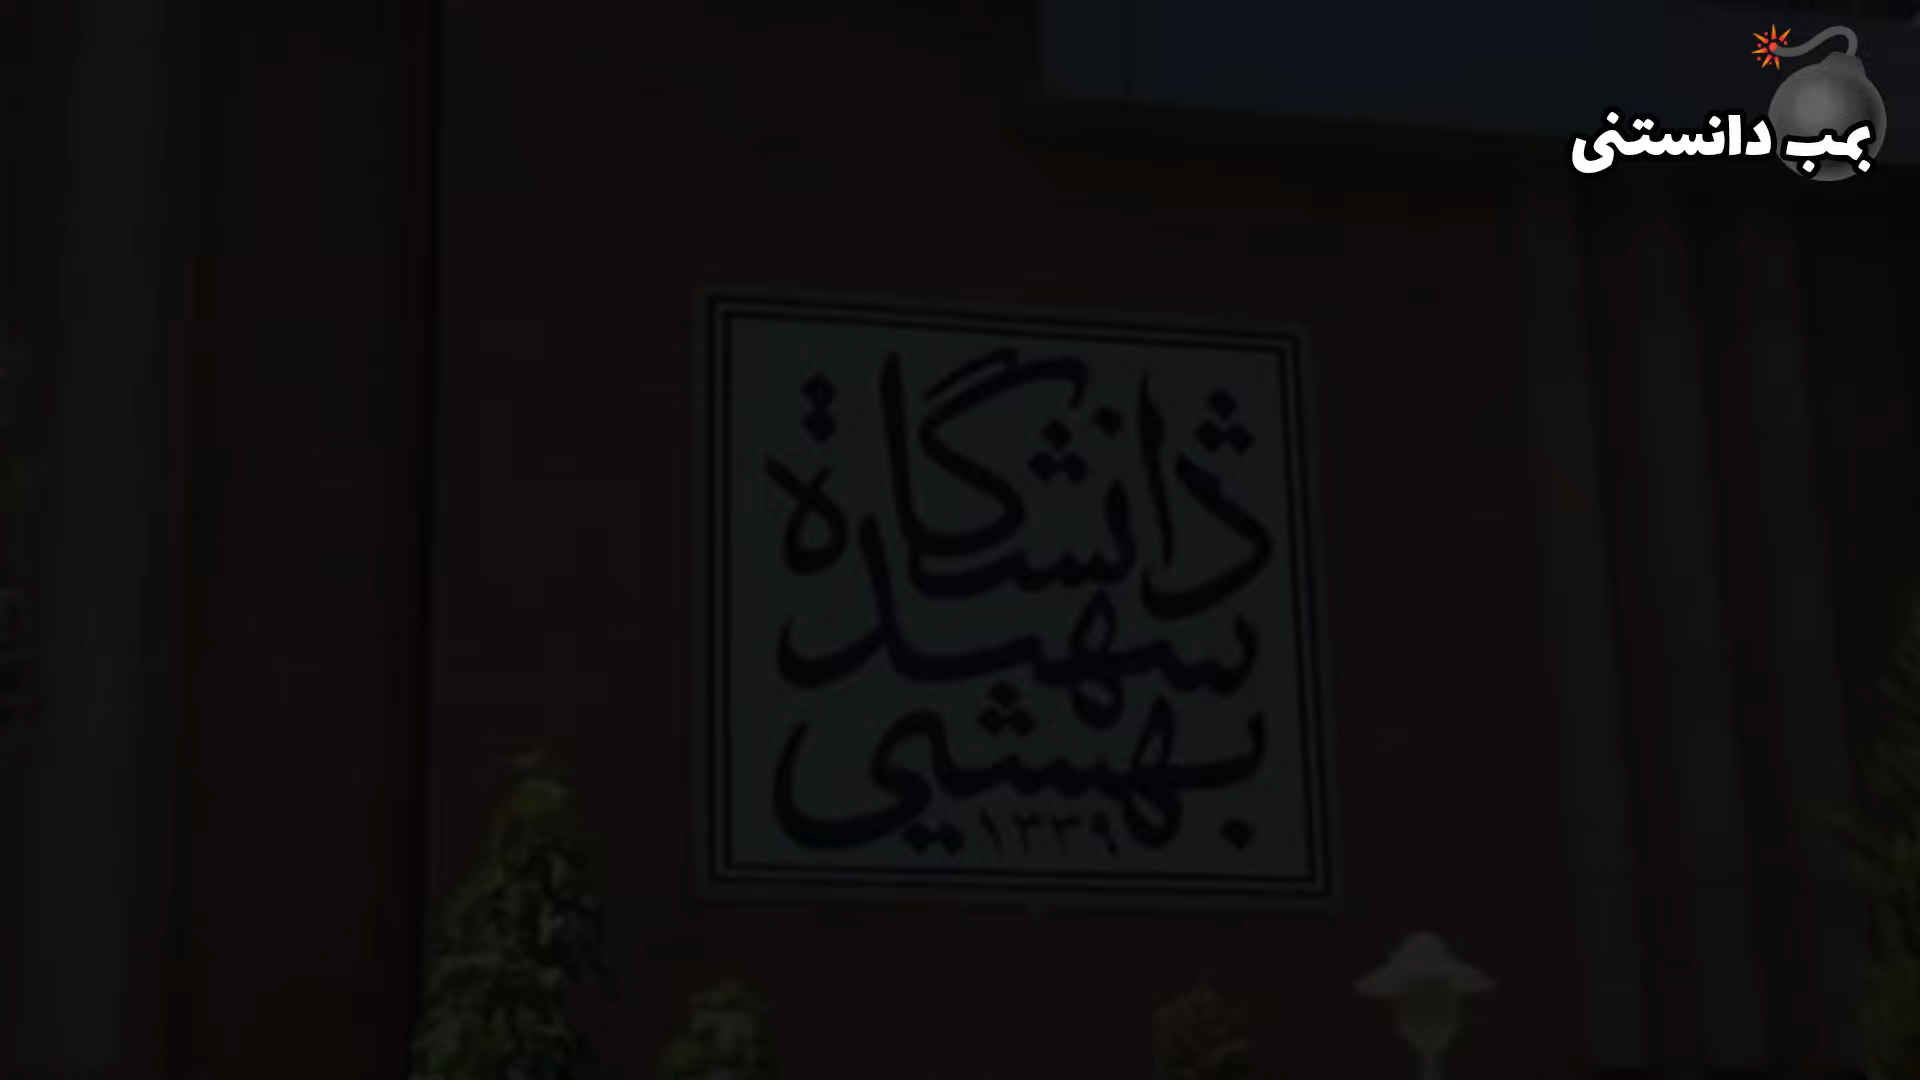 بمب دانستنی
دانشگاه
شهید
بهشتی
۱۳۳۹